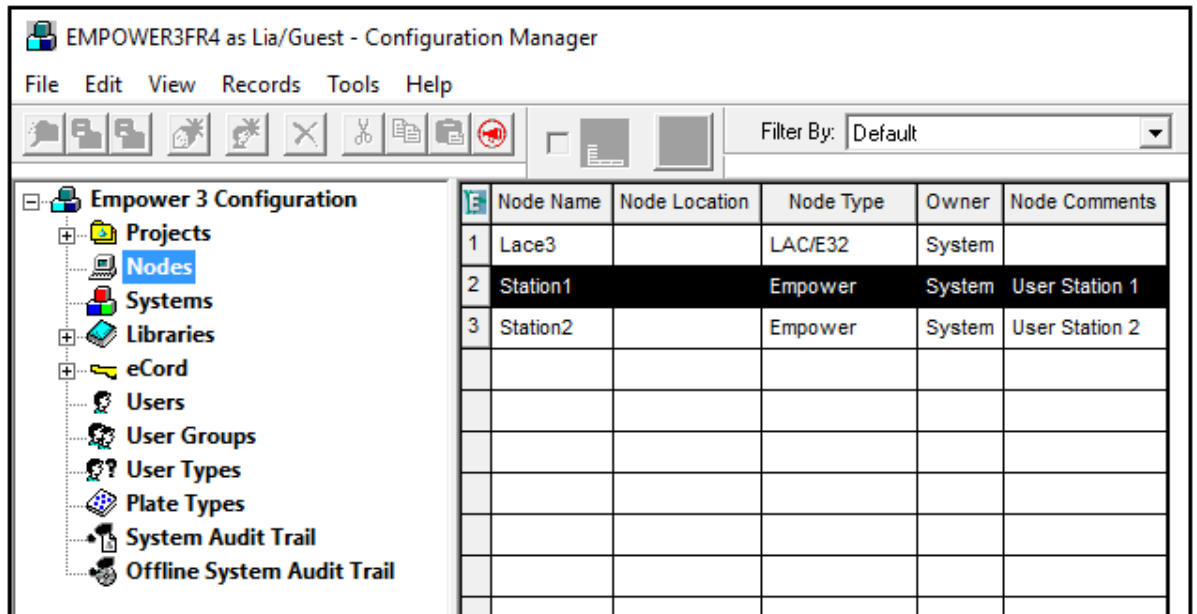 EMPOWER3FR4 as Lia/Guest - Configuration Manager
File Edit View Records Tools Help
Filter By: Default
Empower 3 Configuration
Projects
Nodes
Systems
Libraries
eCord
Users
User Groups
User Types
Plate Types
System Audit Trail
Offline System Audit Trail
Node Name Node Location Node Type Owner Node Comments
1 Lace3 LAC/E32 System
2 Station1 Empower System User Station 1
3 Station2 Empower System User Station 2